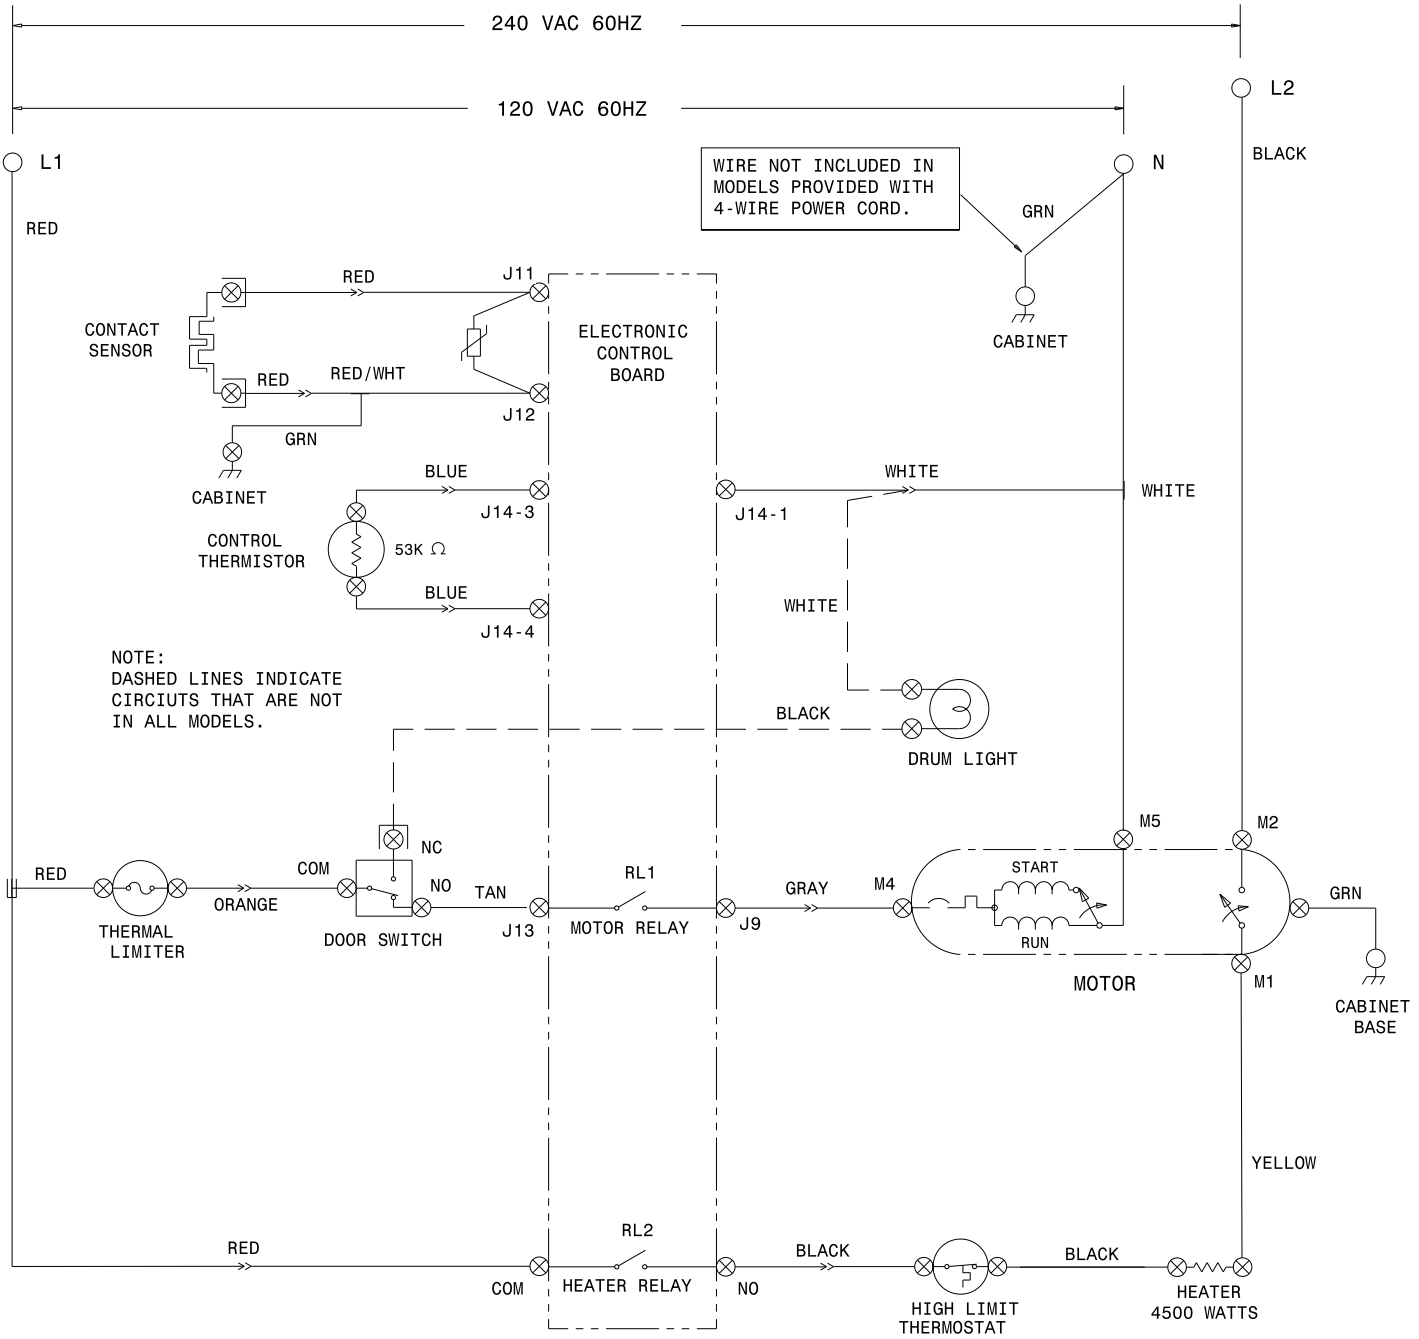 240 VAC 60HZ
L2
120 VAC 60HZ
BLACK
L1
N
WIRE NOT INCLUDED IN
MODELS PROVIDED WITH
4-WIRE POWER CORD.
GRN
RED
CABINET
J11
RED
CONTACT
SENSOR
ELECTRONIC
CONTROL
BOARD
RED
RED/WHT
J12
GRN
CABINET
BLUE
J14-3
WHITE
J14-1
WHITE
CONTROL
THERMISTOR
53K Ω
BLUE
J14-4
WHITE
NOTE:
DASHED LINES INDICATE
CIRCIUTS THAT ARE NOT
IN ALL MODELS.
BLACK
DRUM LIGHT
M5
M2
NC
RED
COM
NO
TAN
RL1
GRAY
M4
START
GRN
ORANGE
THERMAL
LIMITER
DOOR SWITCH
J13
MOTOR RELAY
J9
RUN
MOTOR
M1
CABINET
BASE
YELLOW
RED
RL2
BLACK
BLACK
COM
HEATER RELAY
NO
HIGH LIMIT
THERMOSTAT
HEATER
4500 WATTS